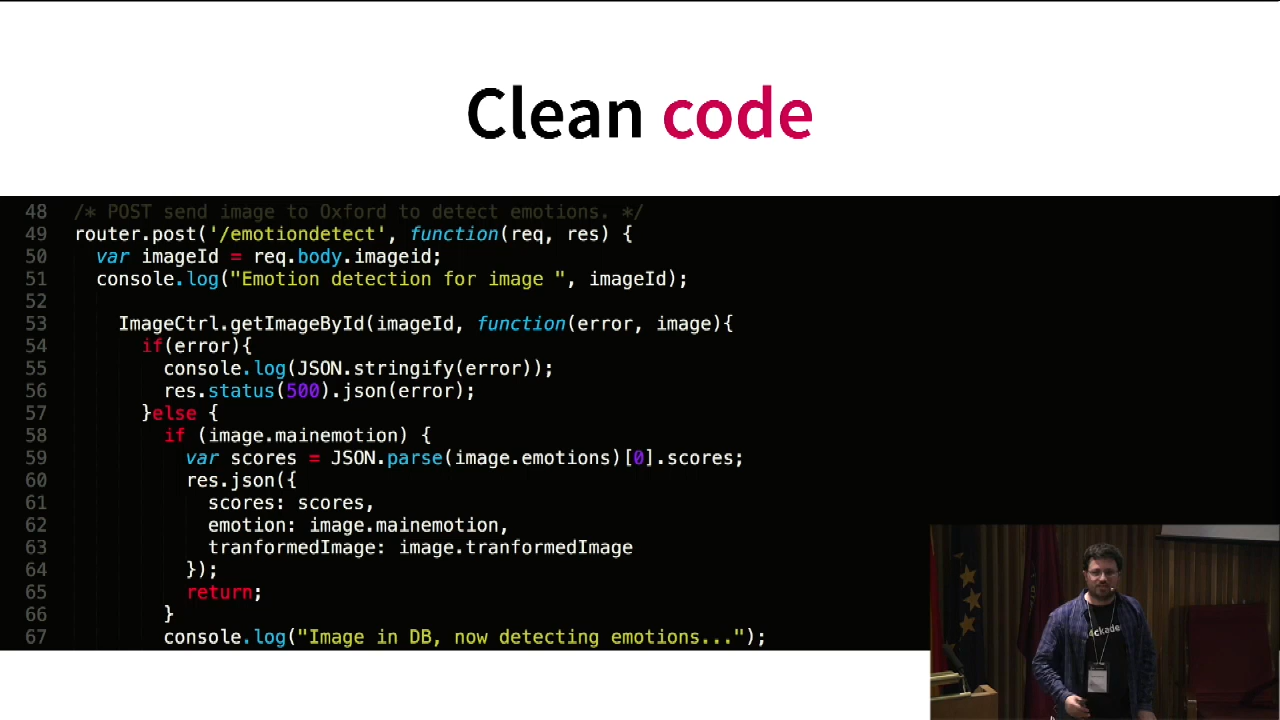 Clean code
48 /* POST send image to Oxford to detect emotions. */
49 router.post('/emotiondetect', function(req, res) {
50 var imageId = req.body.imageid;
51 console.log("Emotion detection for image ", imageId);
52
53 ImageCtrl.getImageById(imageId, function(error, image){
54 if(error){
55 console.log(JSON.stringify(error));
56 res.status(500).json(error);
57 }else {
58 if (image.mainemotion) {
59 var scores = JSON.parse(image.emotions)[0].scores;
60 res.json({
61 scores: scores,
62 emotion: image.mainemotion,
63 tranformedImage: image.tranformedImage
64 });
65 return;
66 }
67 console.log("Image in DB, now detecting emotions...");